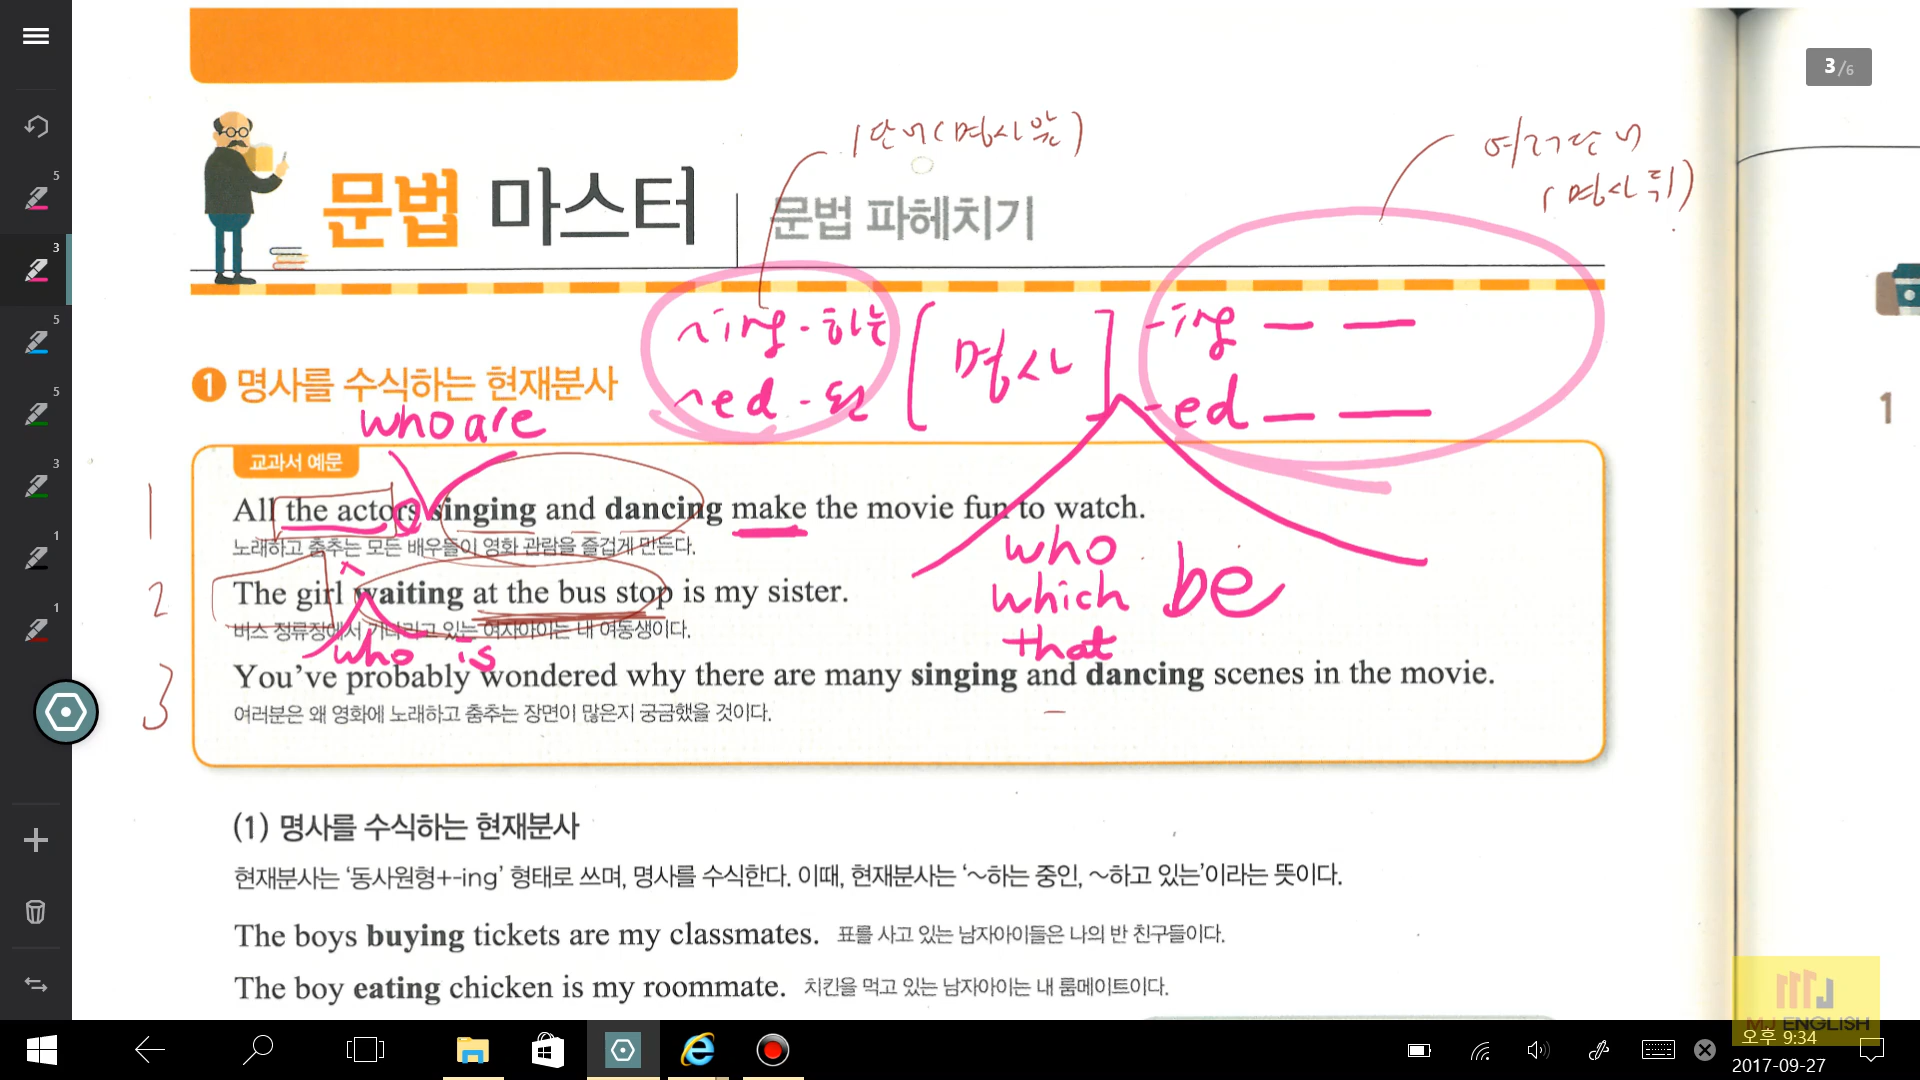 3/6
1단어(명사앞)
여러단어
(명사뒤)
문법 마스터
문법 파헤치기
~ing - 하는 [명사] -ing
~ed - 된 -ed
1 명사를 수식하는 현재분사
who are
교과서 예문
1 All the actors singing and dancing make the movie fun to watch.
노래하고 춤추는 모든 배우들이 영화 관람을 즐겁게 만든다.
who
2 The girl waiting at the bus stop is my sister.
which be
버스 정류장에서 기다리고 있는 여자아이는 내 여동생이다.
that
who is
3 You've probably wondered why there are many singing and dancing scenes in the movie.
여러분은 왜 영화에 노래하고 춤추는 장면이 많은지 궁금했을 것이다.
(1) 명사를 수식하는 현재분사
현재분사는 '동사원형+-ing' 형태로 쓰며, 명사를 수식한다. 이때, 현재분사는 '~하는 중인, ~하고 있는'이라는 뜻이다.
The boys buying tickets are my classmates. 표를 사고 있는 남자아이들은 나의 반 친구들이다.
The boy eating chicken is my roommate. 치킨을 먹고 있는 남자아이는 내 룸메이트이다.
1
5
3
5
5
3
1
1
MJ ENGLISH
오후 9:34
2017-09-27